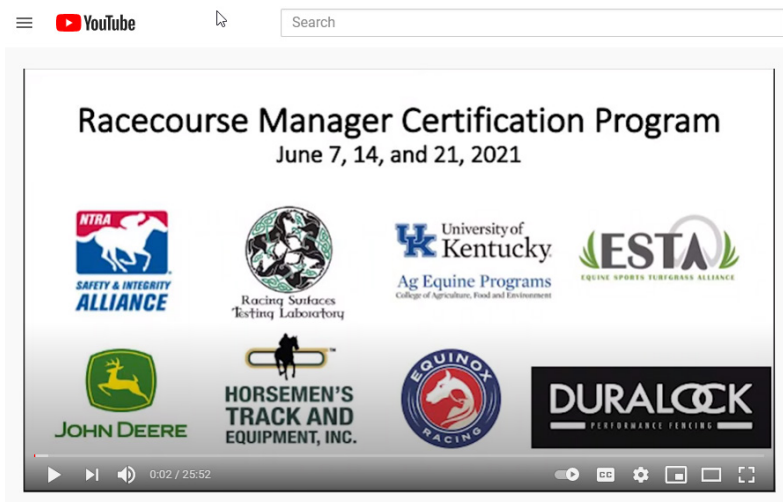 YouTube
Search
Racecourse Manager Certification Program
June 7, 14, and 21, 2021
NTRA
SAFETY & INTEGRITY
ALLIANCE
Racing Surfaces
Testing Laboratory
UK University of
Kentucky
Ag Equine Programs
College of Agriculture, Food and Environment
ESTA
EQUINE SPORTS TURFGRASS ALLIANCE
JOHN DEERE
HORSEMEN'S
TRACK AND
EQUIPMENT, INC.
EQUINOX
RACING
DURALOCK
PERFORMANCE FENCING
0:02 / 25:52
CC